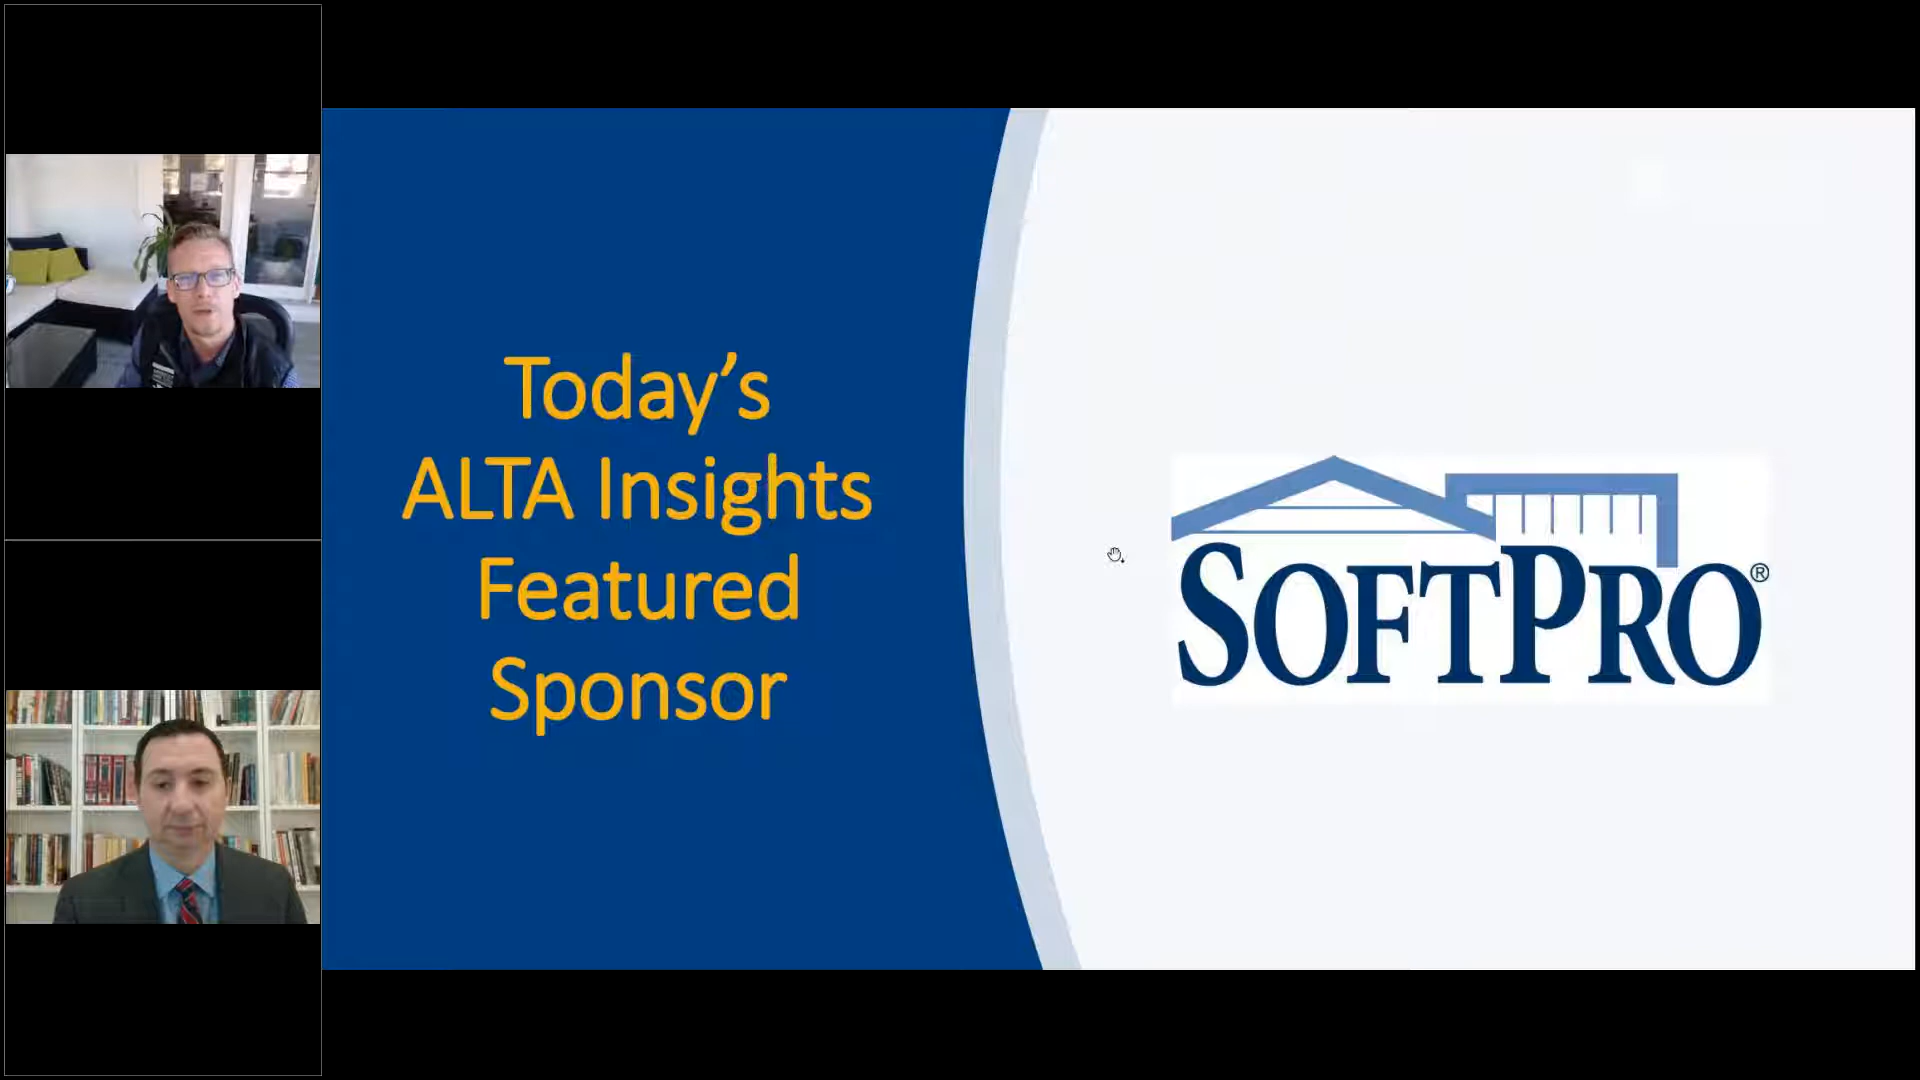 Today’s
ALTA Insights
Featured
Sponsor
SOFTPRO®